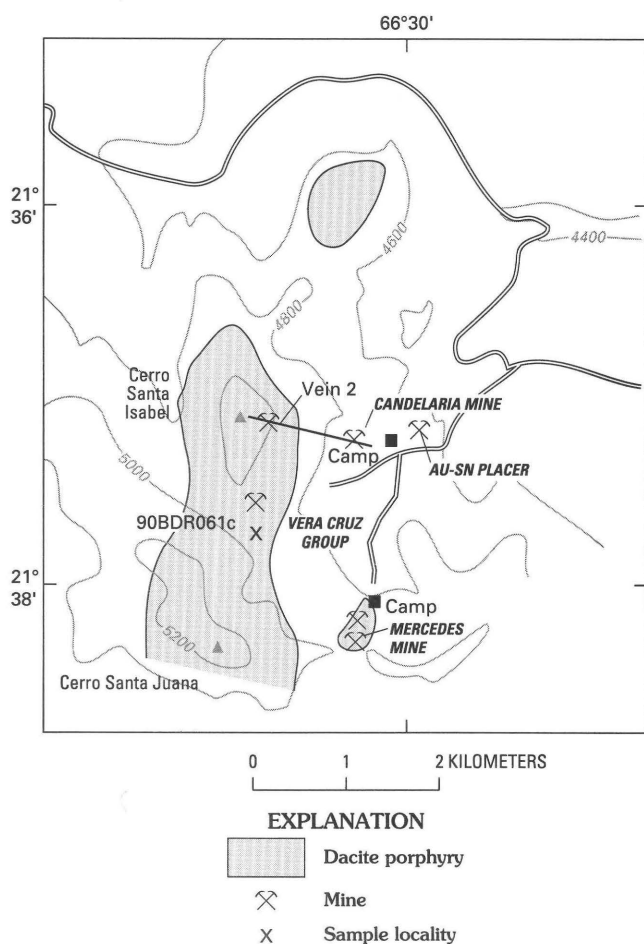 66°30'
21°
36'
4600
4400
4800
Cerro
Santa
Isabel
Vein 2
CANDELARIA MINE
Camp
AU-SN PLACER
5000
90BDR061c
VERA CRUZ
GROUP
21°
38'
Camp
MERCEDES
MINE
5200
Cerro Santa Juana
0 1 2 KILOMETERS
EXPLANATION
Dacite porphyry
Mine
X Sample locality